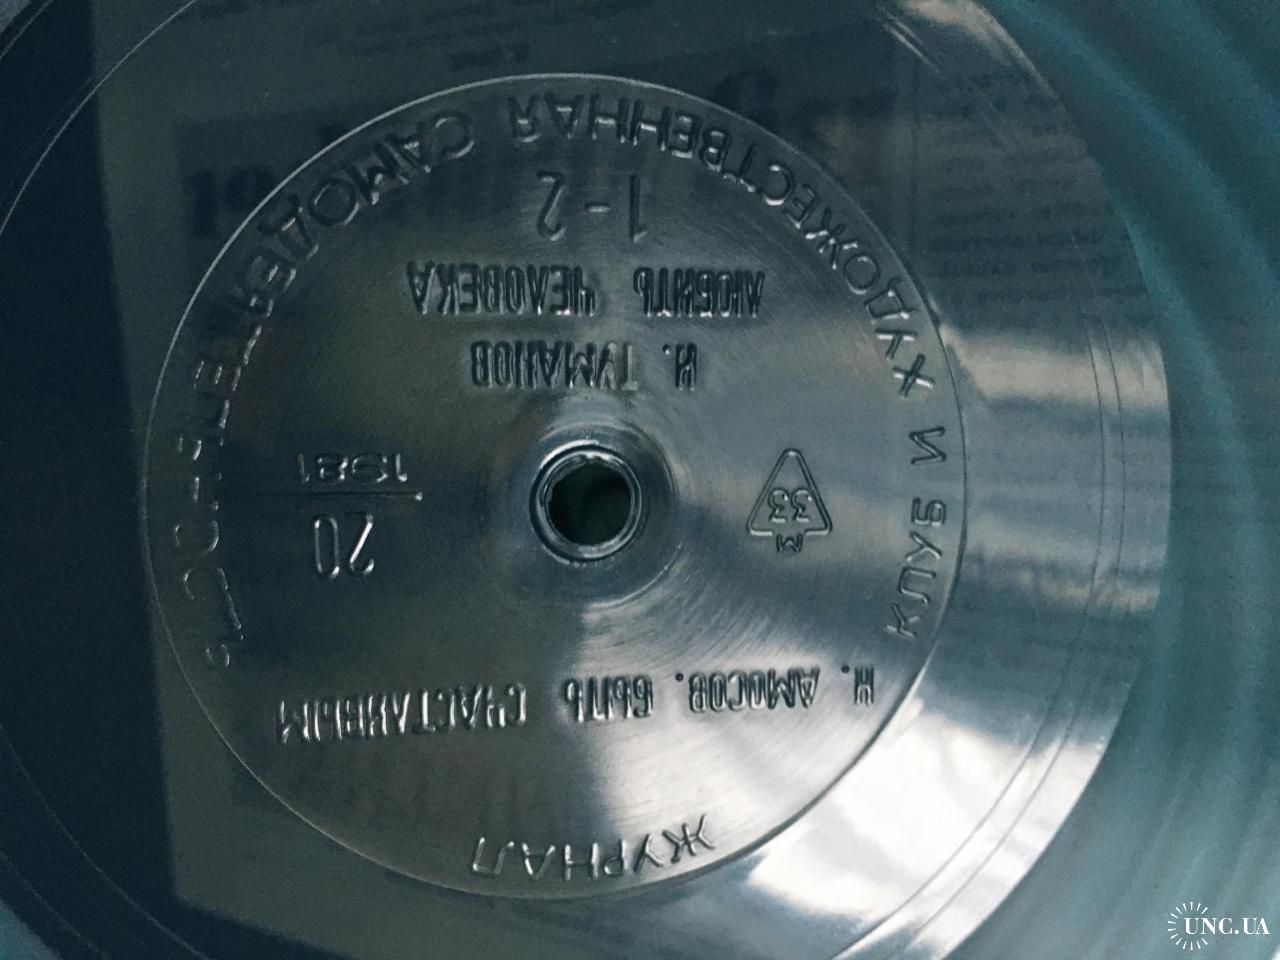 ЖУРНАЛ
КЛУБ И ХУДОЖЕСТВЕННАЯ САМОДЕЯТЕЛЬНОСТЬ"
Н. АМОСОВ. БЫТЬ СЧАСТЛИВЫМ
М
33
20
1981
И. ТУМАНОВ
ЛЮБИТЬ ЧЕЛОВЕКА
1-2
UNC.UA